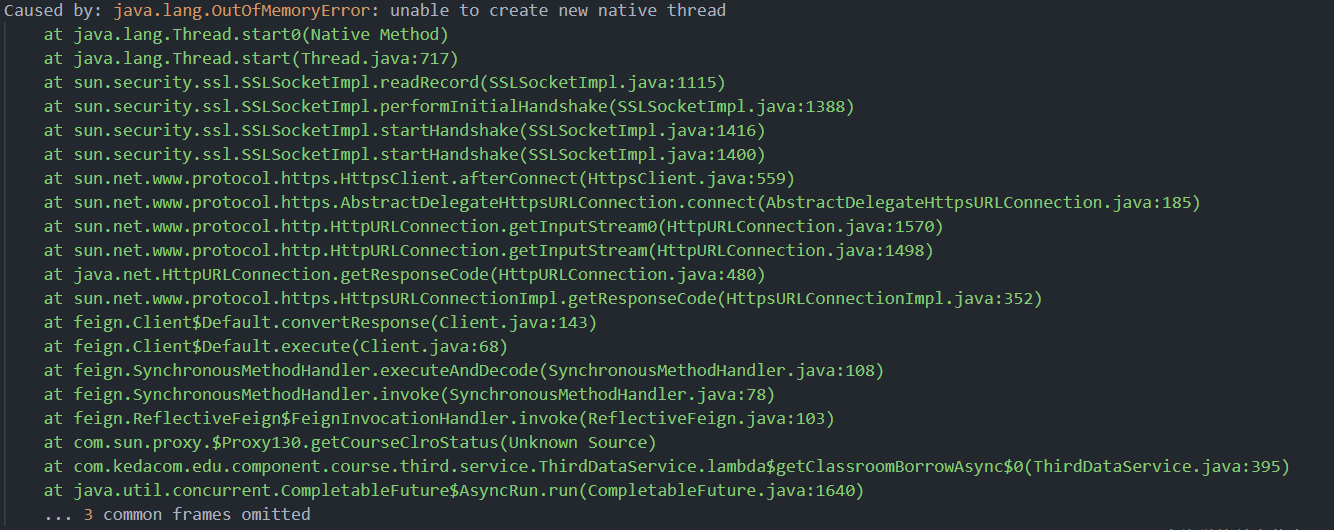 Caused by: java.lang.OutOfMemoryError: unable to create new native thread
at java.lang.Thread.start0(Native Method)
at java.lang.Thread.start(Thread.java:717)
at sun.security.ssl.SSLSocketImpl.readRecord(SSLSocketImpl.java:1115)
at sun.security.ssl.SSLSocketImpl.performInitialHandshake(SSLSocketImpl.java:1388)
at sun.security.ssl.SSLSocketImpl.startHandshake(SSLSocketImpl.java:1416)
at sun.security.ssl.SSLSocketImpl.startHandshake(SSLSocketImpl.java:1400)
at sun.net.www.protocol.https.HttpsClient.afterConnect(HttpsClient.java:559)
at sun.net.www.protocol.https.AbstractDelegateHttpsURLConnection.connect(AbstractDelegateHttpsURLConnection.java:185)
at sun.net.www.protocol.http.HttpURLConnection.getInputStream0(HttpURLConnection.java:1570)
at sun.net.www.protocol.http.HttpURLConnection.getInputStream(HttpURLConnection.java:1498)
at java.net.HttpURLConnection.getResponseCode(HttpURLConnection.java:480)
at sun.net.www.protocol.https.HttpsURLConnectionImpl.getResponseCode(HttpsURLConnectionImpl.java:352)
at feign.Client$Default.convertResponse(Client.java:143)
at feign.Client$Default.execute(Client.java:68)
at feign.SynchronousMethodHandler.executeAndDecode(SynchronousMethodHandler.java:108)
at feign.SynchronousMethodHandler.invoke(SynchronousMethodHandler.java:78)
at feign.ReflectiveFeign$FeignInvocationHandler.invoke(ReflectiveFeign.java:103)
at com.sun.proxy.$Proxy130.getCourseClroStatus(Unknown Source)
at com.kedacom.edu.component.course.third.service.ThirdDataService.lambda$getClassroomBorrowAsync$0(ThirdDataService.java:395)
at java.util.concurrent.CompletableFuture$AsyncRun.run(CompletableFuture.java:1640)
... 3 common frames omitted